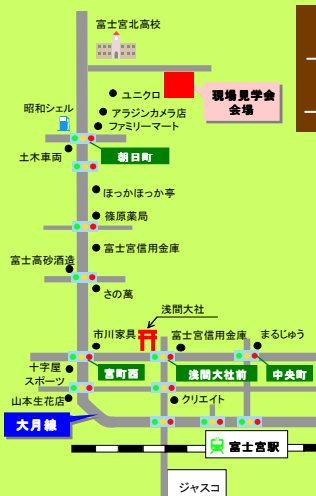 富士宮北高校
ユニクロ
現場見学会
会場
昭和シェル
アラジンカメラ店
ファミリーマート
土木車両
朝日町
ほっかほっか亭
篠原薬局
富士宮信用金庫
富士高砂酒造
さの萬
浅間大社
市川家具
富士宮信用金庫
まるじゅう
十字屋
スポーツ
宮町西
浅間大社前
中央町
山本生花店
クリエイト
大月線
富士宮駅
ジャスコ